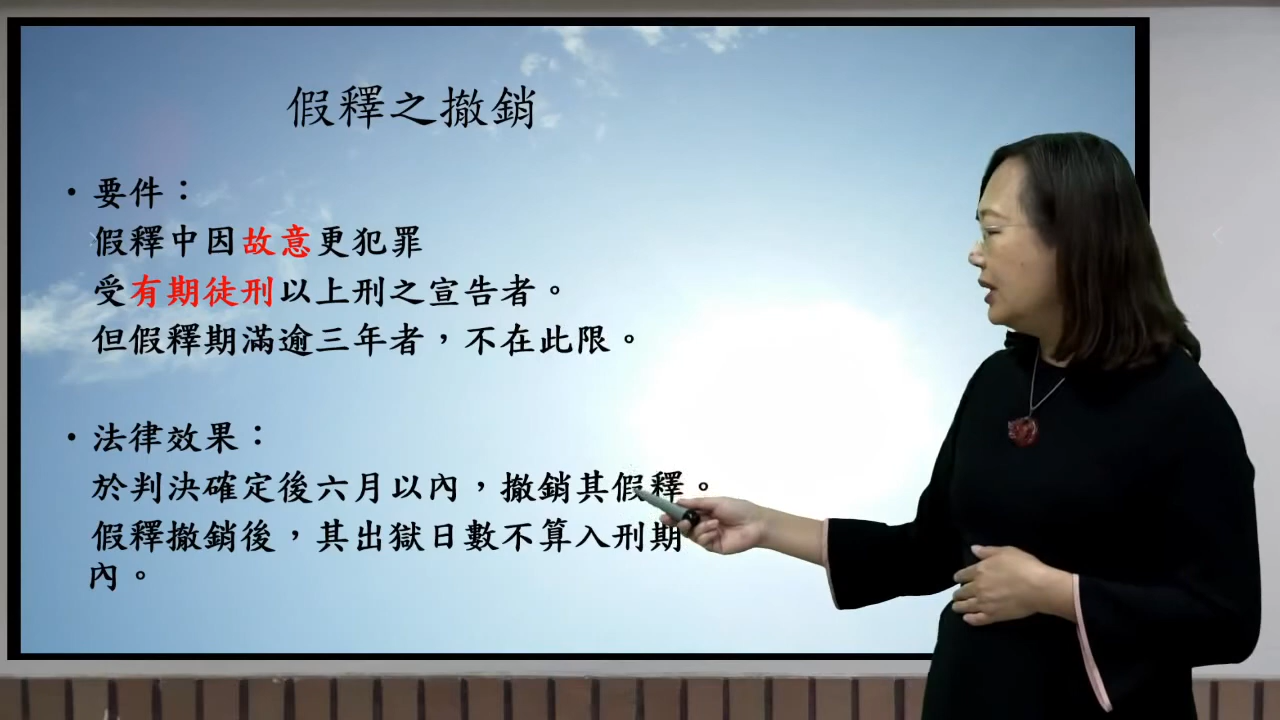 假釋之撤銷
•要件：
假釋中因故意更犯罪
受有期徒刑以上刑之宣告者。
但假釋期滿逾三年者，不在此限。
•法律效果：
於判決確定後六月以內，撤銷其假釋。
假釋撤銷後，其出獄日數不算入刑期
內。